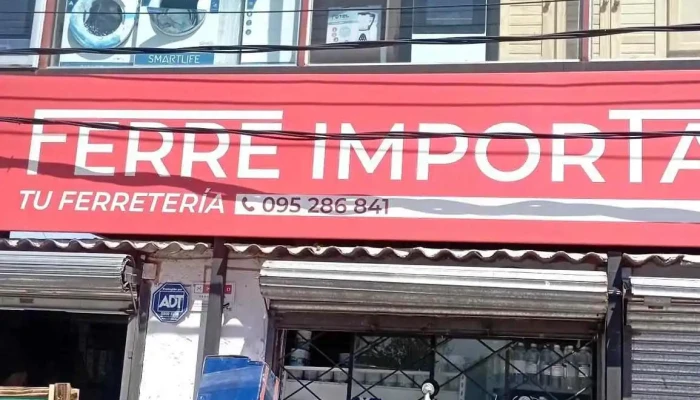 SMARTLIFE
FERRE IMPORTA
TU FERRETERÍA 095 286 841
ADT